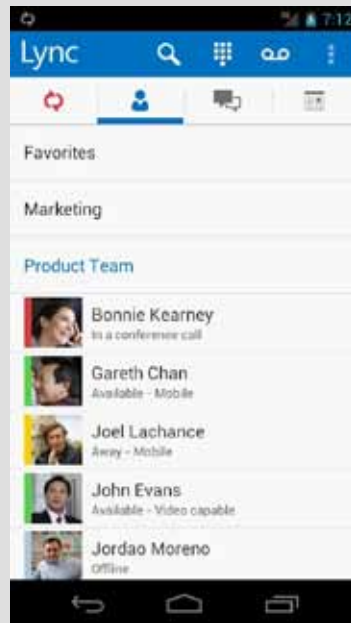 7:12
Lync
Favorites
Marketing
Product Team
Bonnie Kearney
In a conference call
Gareth Chan
Available - Mobile
Joel Lachance
Away - Mobile
John Evans
Available - Video capable
Jordao Moreno
Offline